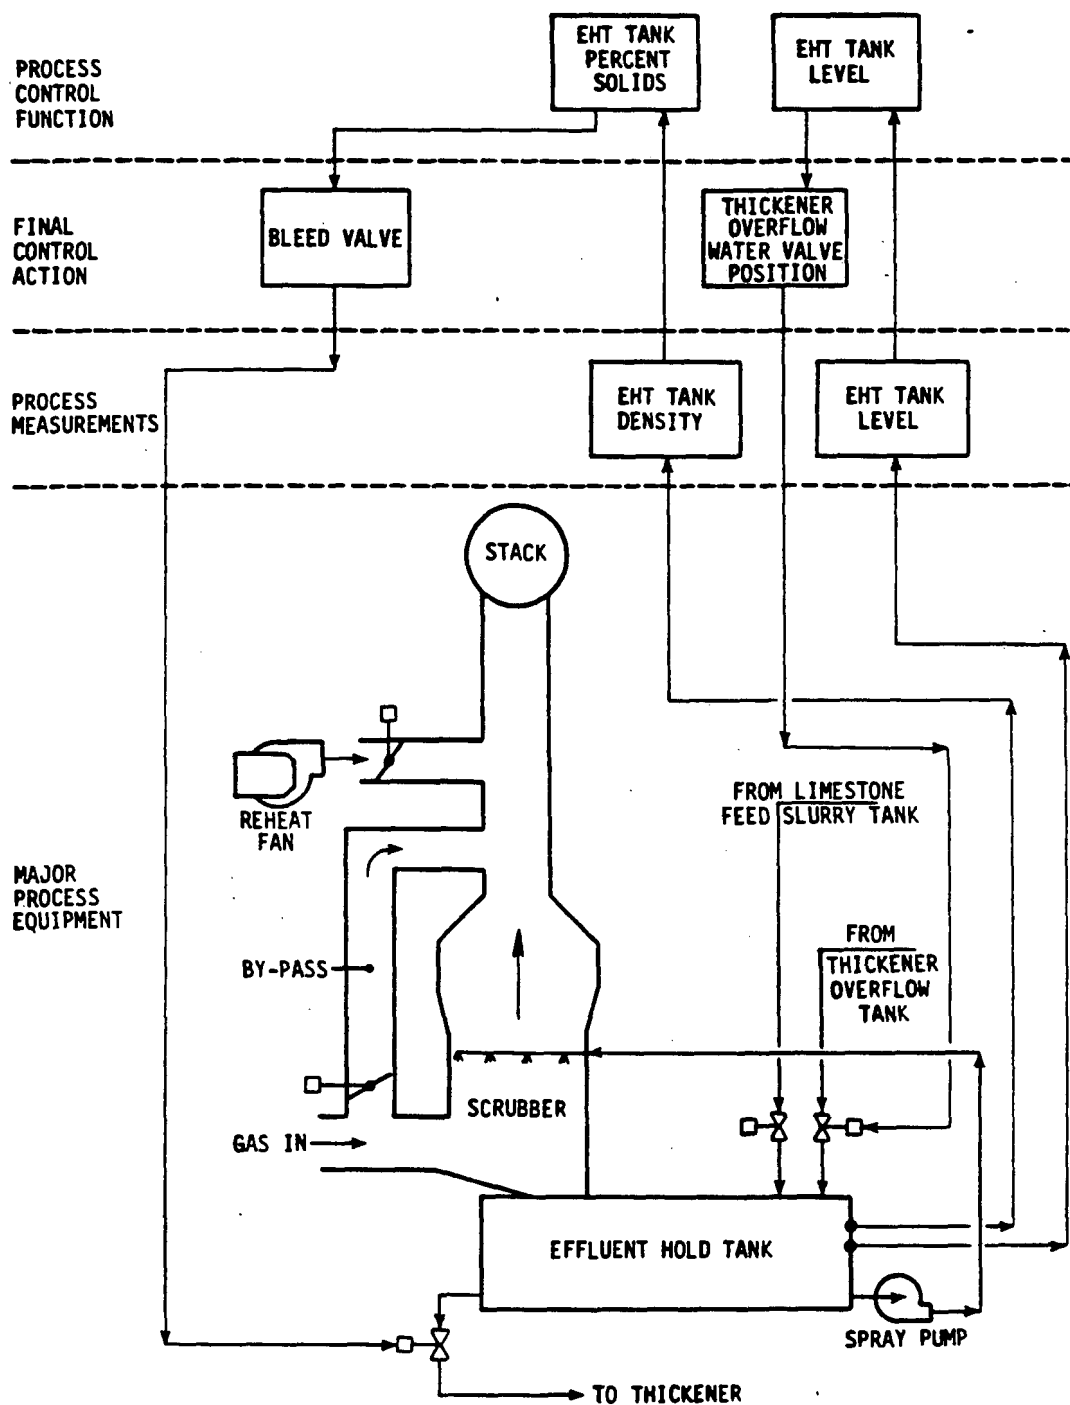 EHT TANK
PERCENT
SOLIDS
EHT TANK
LEVEL
PROCESS
CONTROL
FUNCTION
FINAL
CONTROL
ACTION
BLEED VALVE
THICKENER
OVERFLOW
WATER VALVE
POSITION
PROCESS
MEASUREMENTS
EHT TANK
DENSITY
EHT TANK
LEVEL
STACK
REHEAT
FAN
FROM LIMESTONE
FEED SLURRY TANK
MAJOR
PROCESS
EQUIPMENT
BY-PASS
FROM
THICKENER
OVERFLOW
TANK
SCRUBBER
GAS IN
EFFLUENT HOLD TANK
SPRAY PUMP
TO THICKENER